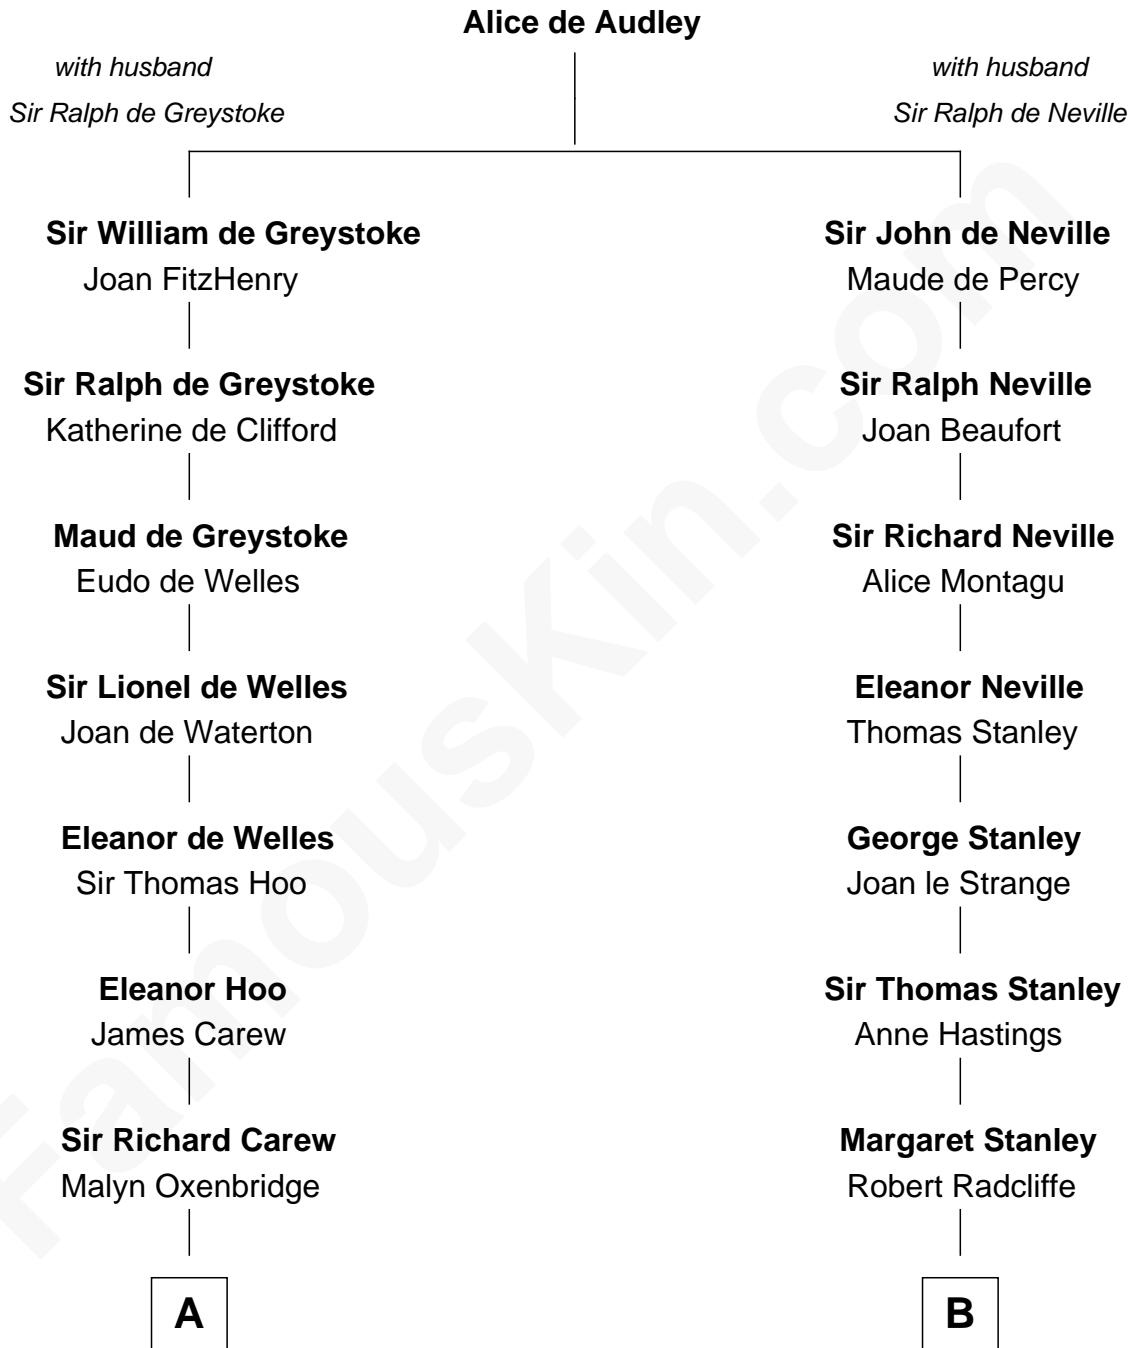 Alice de Audley
with husband
Sir Ralph de Greystoke
with husband
Sir Ralph de Neville
Sir William de Greystoke
Joan FitzHenry
Sir John de Neville
Maude de Percy
Sir Ralph de Greystoke
Katherine de Clifford
Sir Ralph Neville
Joan Beaufort
Maud de Greystoke
Eudo de Welles
Sir Richard Neville
Alice Montagu
Sir Lionel de Welles
Joan de Waterton
Eleanor Neville
Thomas Stanley
Eleanor de Welles
Sir Thomas Hoo
George Stanley
Joan le Strange
Eleanor Hoo
James Carew
Sir Thomas Stanley
Anne Hastings
Sir Richard Carew
Malyn Oxenbridge
Margaret Stanley
Robert Radcliffe
A
B
FamousKin.com